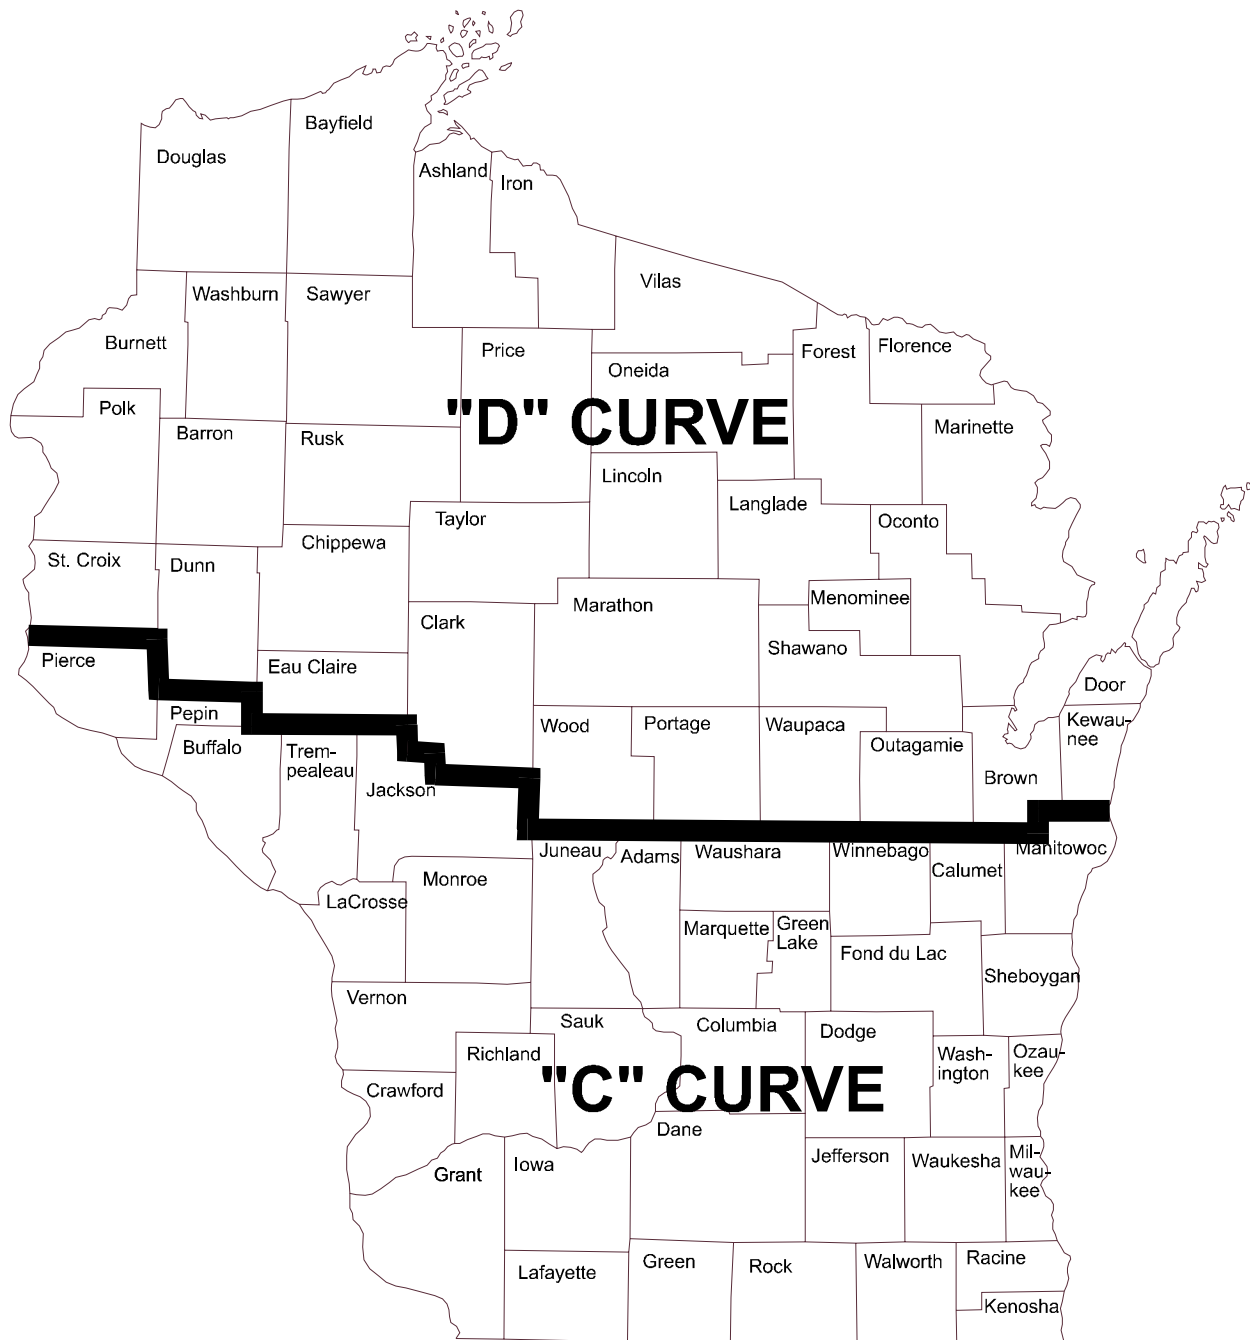 Bayfield
Douglas
Ashland
Iron
Vilas
Washburn
Sawyer
Burnett
Price
Forest
Florence
Oneida
Polk
"D" CURVE
Barron
Rusk
Marinette
Lincoln
Langlade
Taylor
Oconto
Chippewa
St. Croix
Dunn
Marathon
Menominee
Clark
Shawano
Pierce
Eau Claire
Door
Pepin
Wood
Portage
Waupaca
Kewau-
nee
Buffalo
Trem-
pealeau
Outagamie
Brown
Jackson
Juneau
Adams
Waushara
Winnebago
Manitowoc
Calumet
Monroe
LaCrosse
Marquette
Green
Lake
Fond du Lac
Sheboygan
Vernon
Sauk
Columbia
Dodge
Richland
Wash-
ington
Ozau-
kee
"C" CURVE
Crawford
Dane
Grant
Iowa
Jefferson
Waukesha
Mil-
wau-
kee
Lafayette
Green
Rock
Walworth
Racine
Kenosha